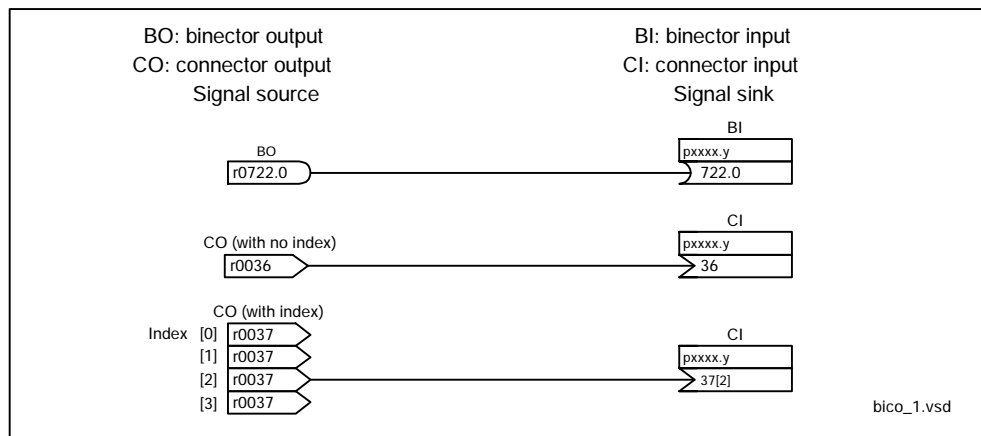 BO: binector output
CO: connector output
Signal source
BI: binector input
CI: connector input
Signal sink
BO
r0722.0
BI
pxxxx.y
722.0
CO (with no index)
r0036
CI
pxxxx.y
36
CO (with index)
Index [0] r0037
[1] r0037
[2] r0037
[3] r0037
CI
pxxxx.y
37[2]
bico_1.vsd